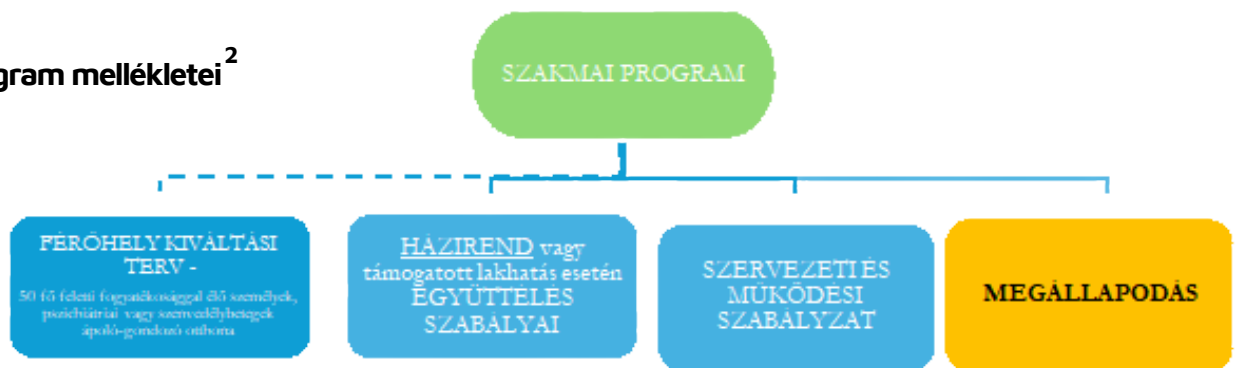 gram mellékletei 2
SZAKMAI PROGRAM
FÉRŐHELY KIVÁLTÁSI
TERV -
50 fő feletti fogyatékossággal élő személyek,
pszichiátriai vagy szenvedélybetegek
ápoló-gondozó otthona
HÁZIREND vagy
támogatott lakhatás esetén
EGYÜTTÉLÉS
SZABÁLYAI
SZERVEZETI ÉS
MŰKÖDÉSI
SZABÁLYZAT
MEGÁLLAPODÁS